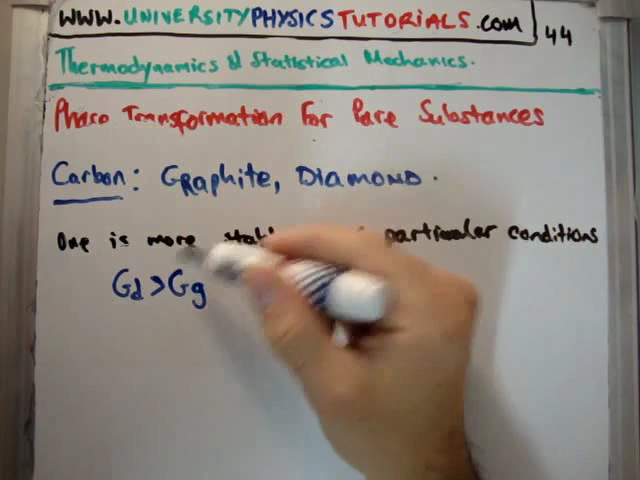 WWW.UNIVERSITYPHYSICSTUTORIALS.COM 44
Thermodynamics & Statistical Mechanics.
Phase Transformation For Pure Substances
Carbon: GRaphite, DIamOND.
One is more particular conditions
Gd>Gg